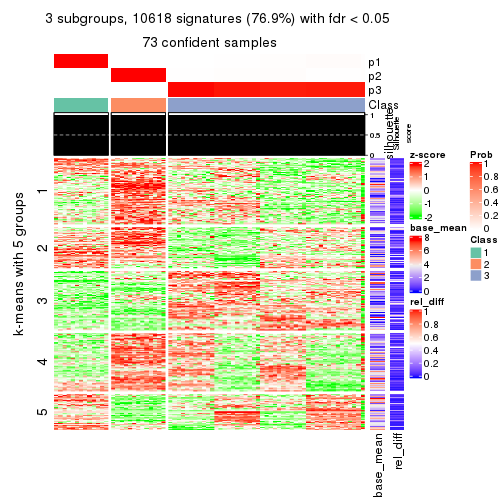 3 subgroups, 10618 signatures (76.9%) with fdr < 0.05
73 confident samples
p1
p2
p3
Class
silhouette
Silhouette
score
1
0.5
0
k-means with 5 groups
1
2
3
4
5
base_mean
rel_diff
z-score
2
1
0
-1
-2
base_mean
8
6
4
2
0
rel_diff
1
0.8
0.6
0.4
0.2
0
Prob
1
0.8
0.6
0.4
0.2
0
Class
1
2
3